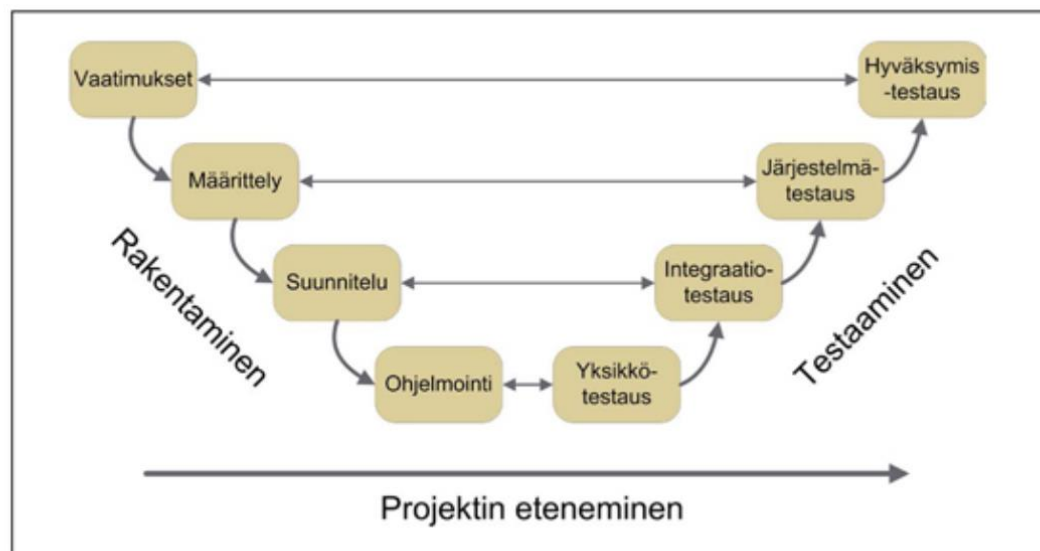 Vaatimukset
Hyväksymis
-testaus
Määrittely
Järjestelmä-
testaus
Suunnitelu
Integraatio-
testaus
Ohjelmointi
Yksikkö-
testaus
Rakentaminen
Testaaminen
Projektin eteneminen